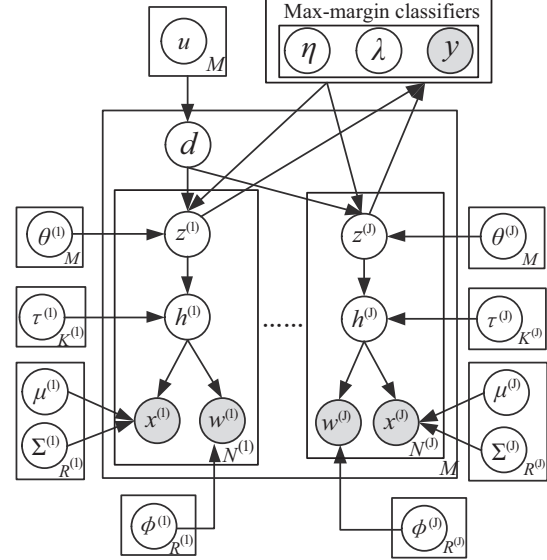 Max-margin classifiers
u
M
η λ y
d
θ⁽¹⁾
M
z⁽¹⁾
z⁽ᴶ⁾
θ⁽ᴶ⁾
M
τ⁽¹⁾
K⁽¹⁾
h⁽¹⁾
......
h⁽ᴶ⁾
τ⁽ᴶ⁾
K⁽ᴶ⁾
μ⁽¹⁾
Σ⁽¹⁾
R⁽¹⁾
x⁽¹⁾
w⁽¹⁾
N⁽¹⁾
w⁽ᴶ⁾
x⁽ᴶ⁾
N⁽ᴶ⁾
M
μ⁽ᴶ⁾
Σ⁽ᴶ⁾
R⁽ᴶ⁾
ϕ⁽¹⁾
R⁽¹⁾
ϕ⁽ᴶ⁾
R⁽ᴶ⁾